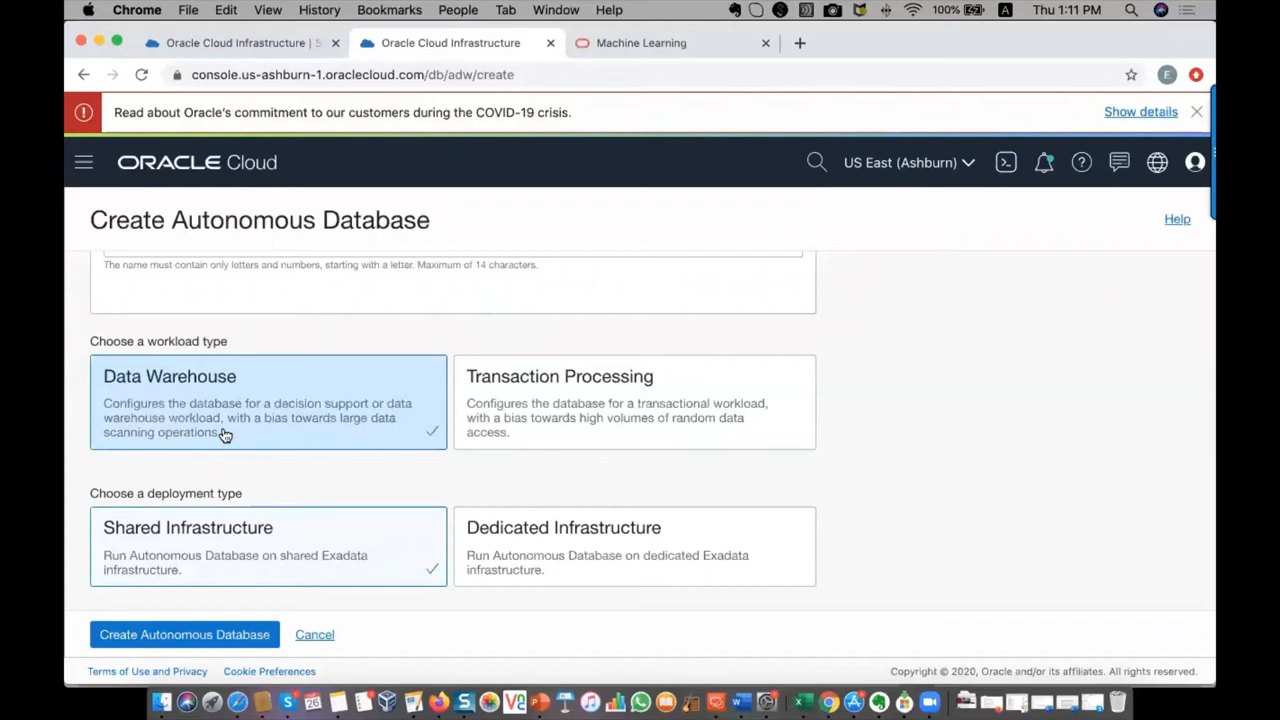 Chrome File Edit View History Bookmarks People Tab Window Help 100% A Thu 1:11 PM
Oracle Cloud Infrastructure | S Oracle Cloud Infrastructure Machine Learning
console.us-ashburn-1.oraclecloud.com/db/adw/create E
Read about Oracle's commitment to our customers during the COVID-19 crisis. Show details
ORACLE Cloud US East (Ashburn)
Create Autonomous Database Help
The name must contain only letters and numbers, starting with a letter. Maximum of 14 characters.
Choose a workload type
Data Warehouse
Configures the database for a decision support or data
warehouse workload, with a bias towards large data
scanning operations.
Transaction Processing
Configures the database for a transactional workload,
with a bias towards high volumes of random data
access.
Choose a deployment type
Shared Infrastructure
Run Autonomous Database on shared Exadata
infrastructure.
Dedicated Infrastructure
Run Autonomous Database on dedicated Exadata
infrastructure.
Create Autonomous Database Cancel
Terms of Use and Privacy Cookie Preferences Copyright © 2020, Oracle and/or its affiliates. All rights reserved.